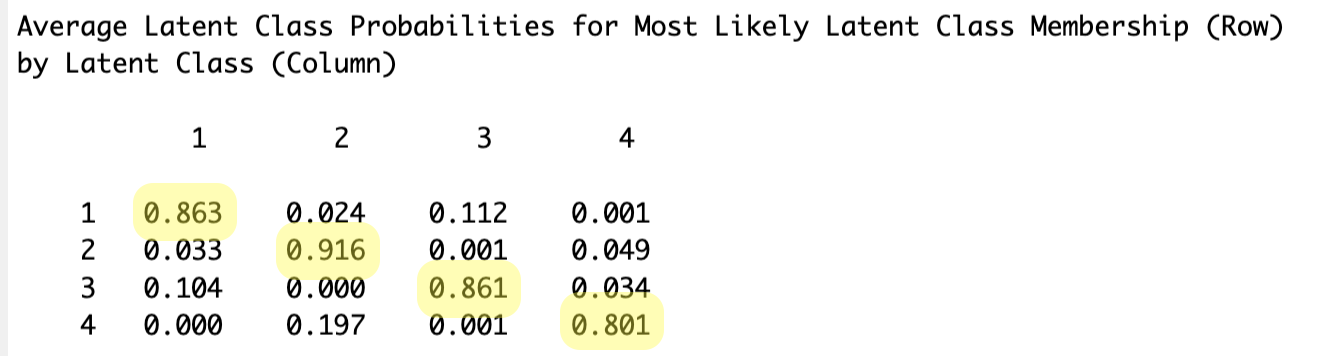 Average Latent Class Probabilities for Most Likely Latent Class Membership (Row)
by Latent Class (Column)
1 2 3 4
1 0.863 0.024 0.112 0.001
2 0.033 0.916 0.001 0.049
3 0.104 0.000 0.861 0.034
4 0.000 0.197 0.001 0.801